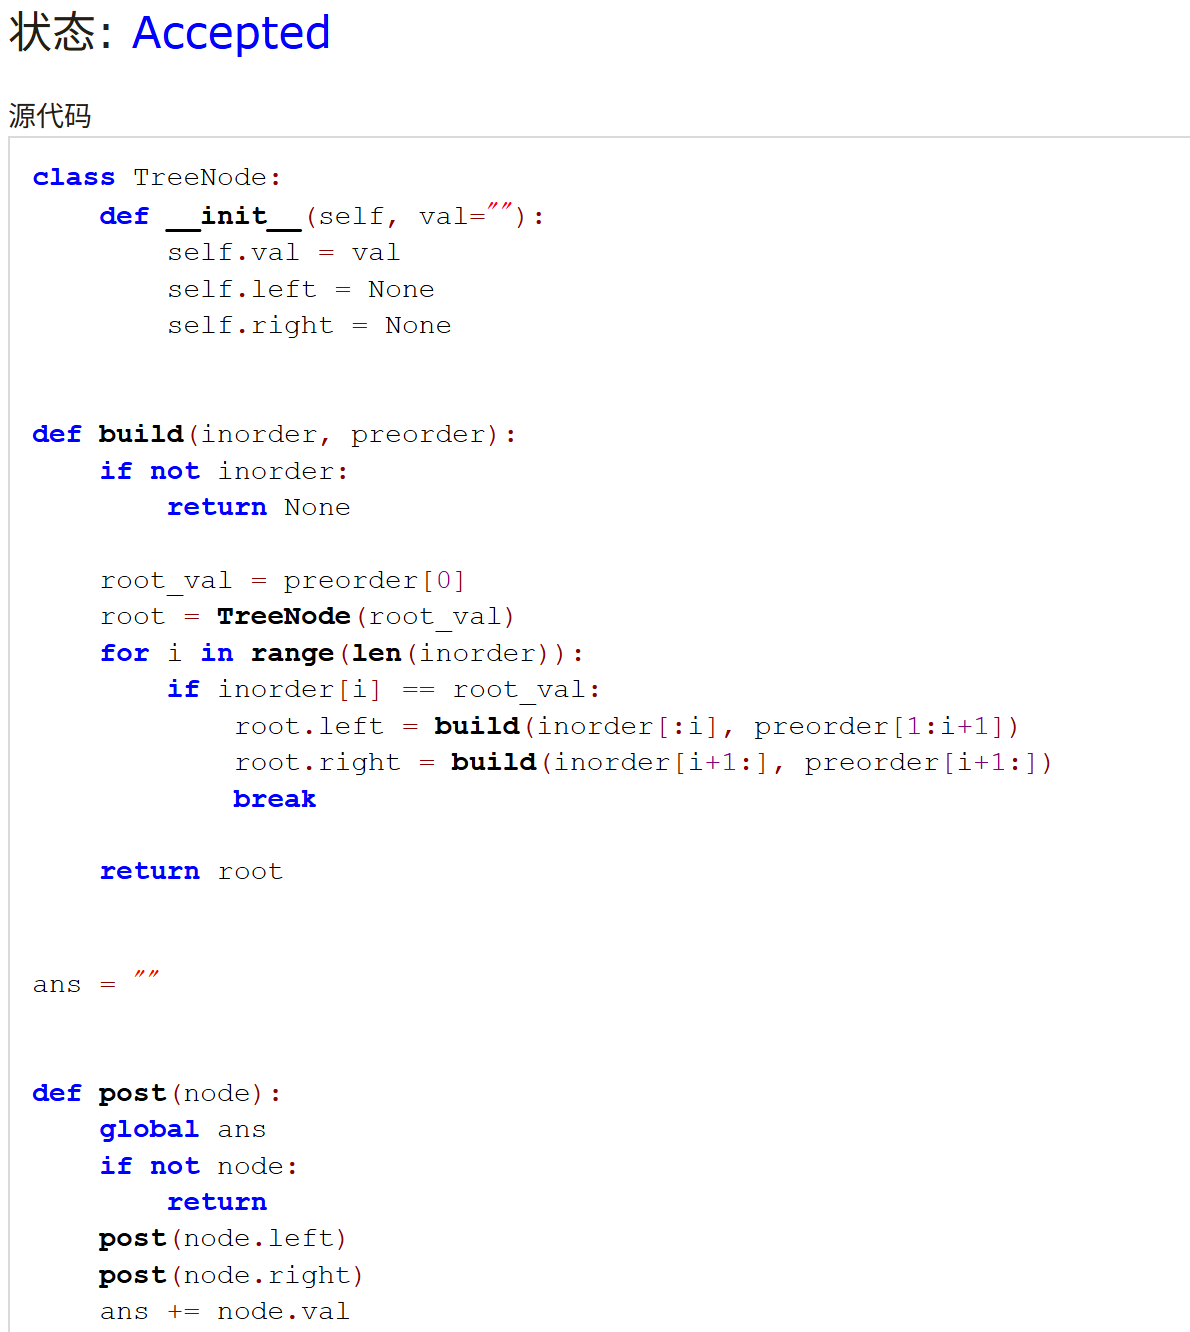 状态: Accepted
源代码
class TreeNode:
    def __init__(self, val=""):
        self.val = val
        self.left = None
        self.right = None
def build(inorder, preorder):
    if not inorder:
        return None
    root_val = preorder[0]
    root = TreeNode(root_val)
    for i in range(len(inorder)):
        if inorder[i] == root_val:
            root.left = build(inorder[:i], preorder[1:i+1])
            root.right = build(inorder[i+1:], preorder[i+1:])
            break
    return root
ans = ""
def post(node):
    global ans
    if not node:
        return
    post(node.left)
    post(node.right)
    ans += node.val